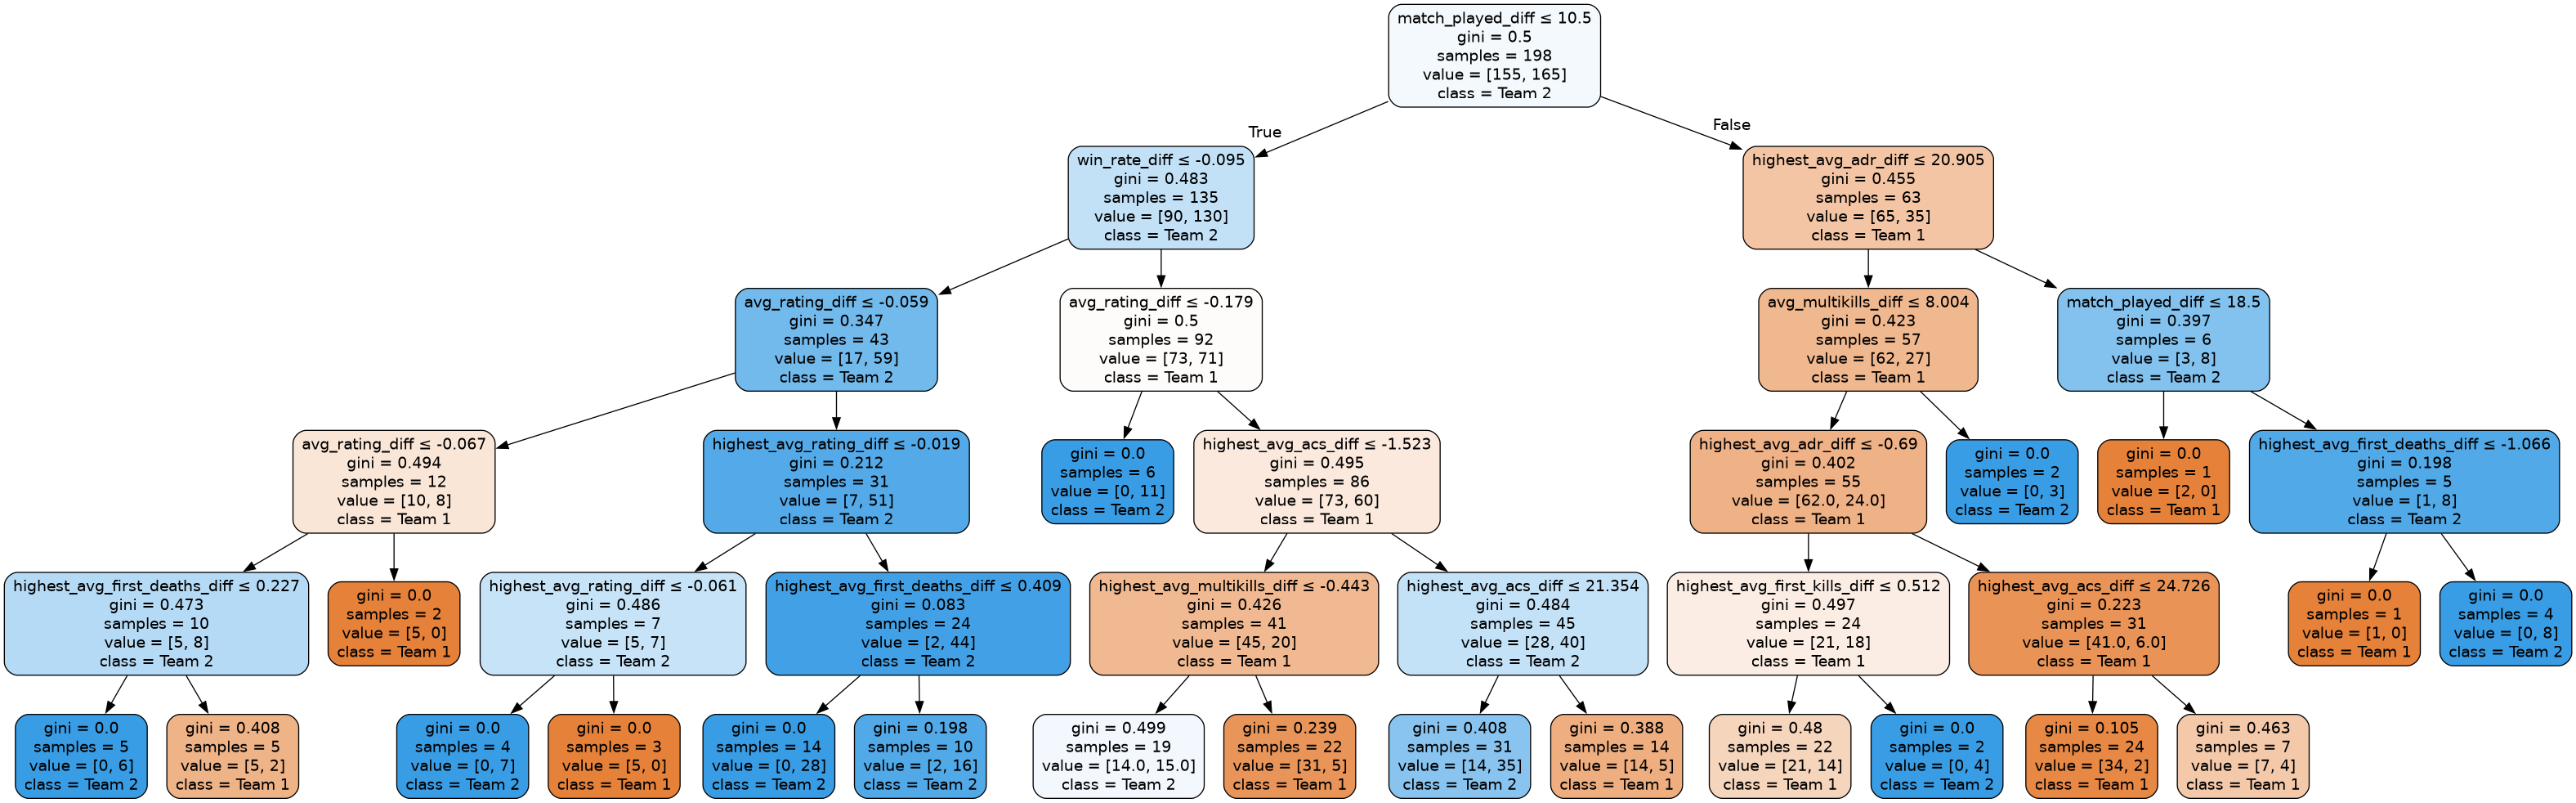 match_played_diff ≤ 10.5
gini = 0.5
samples = 198
value = [155, 165]
class = Team 2
True
False
win_rate_diff ≤ -0.095
gini = 0.483
samples = 135
value = [90, 130]
class = Team 2
highest_avg_adr_diff ≤ 20.905
gini = 0.455
samples = 63
value = [65, 35]
class = Team 1
avg_rating_diff ≤ -0.059
gini = 0.347
samples = 43
value = [17, 59]
class = Team 2
avg_rating_diff ≤ -0.179
gini = 0.5
samples = 92
value = [73, 71]
class = Team 1
avg_multikills_diff ≤ 8.004
gini = 0.423
samples = 57
value = [62, 27]
class = Team 1
match_played_diff ≤ 18.5
gini = 0.397
samples = 6
value = [3, 8]
class = Team 2
avg_rating_diff ≤ -0.067
gini = 0.494
samples = 12
value = [10, 8]
class = Team 1
highest_avg_rating_diff ≤ -0.019
gini = 0.212
samples = 31
value = [7, 51]
class = Team 2
gini = 0.0
samples = 6
value = [0, 11]
class = Team 2
highest_avg_acs_diff ≤ -1.523
gini = 0.495
samples = 86
value = [73, 60]
class = Team 1
highest_avg_adr_diff ≤ -0.69
gini = 0.402
samples = 55
value = [62.0, 24.0]
class = Team 1
gini = 0.0
samples = 2
value = [0, 3]
class = Team 2
gini = 0.0
samples = 1
value = [2, 0]
class = Team 1
highest_avg_first_deaths_diff ≤ -1.066
gini = 0.198
samples = 5
value = [1, 8]
class = Team 2
highest_avg_first_deaths_diff ≤ 0.227
gini = 0.473
samples = 10
value = [5, 8]
class = Team 2
gini = 0.0
samples = 2
value = [5, 0]
class = Team 1
highest_avg_rating_diff ≤ -0.061
gini = 0.486
samples = 7
value = [5, 7]
class = Team 2
highest_avg_first_deaths_diff ≤ 0.409
gini = 0.083
samples = 24
value = [2, 44]
class = Team 2
highest_avg_multikills_diff ≤ -0.443
gini = 0.426
samples = 41
value = [45, 20]
class = Team 1
highest_avg_acs_diff ≤ 21.354
gini = 0.484
samples = 45
value = [28, 40]
class = Team 2
highest_avg_first_kills_diff ≤ 0.512
gini = 0.497
samples = 24
value = [21, 18]
class = Team 1
highest_avg_acs_diff ≤ 24.726
gini = 0.223
samples = 31
value = [41.0, 6.0]
class = Team 1
gini = 0.0
samples = 1
value = [1, 0]
class = Team 1
gini = 0.0
samples = 4
value = [0, 8]
class = Team 2
gini = 0.0
samples = 5
value = [0, 6]
class = Team 2
gini = 0.408
samples = 5
value = [5, 2]
class = Team 1
gini = 0.0
samples = 4
value = [0, 7]
class = Team 2
gini = 0.0
samples = 3
value = [5, 0]
class = Team 1
gini = 0.0
samples = 14
value = [0, 28]
class = Team 2
gini = 0.198
samples = 10
value = [2, 16]
class = Team 2
gini = 0.499
samples = 19
value = [14.0, 15.0]
class = Team 2
gini = 0.239
samples = 22
value = [31, 5]
class = Team 1
gini = 0.408
samples = 31
value = [14, 35]
class = Team 2
gini = 0.388
samples = 14
value = [14, 5]
class = Team 1
gini = 0.48
samples = 22
value = [21, 14]
class = Team 1
gini = 0.0
samples = 2
value = [0, 4]
class = Team 2
gini = 0.105
samples = 24
value = [34, 2]
class = Team 1
gini = 0.463
samples = 7
value = [7, 4]
class = Team 1